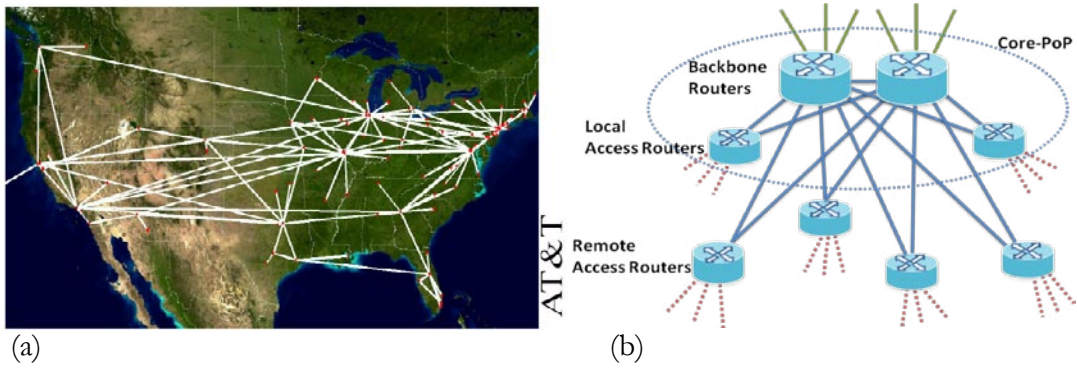 AT&T
Core-PoP
Backbone
Routers
Local
Access Routers
Remote
Access Routers
(a)
(b)